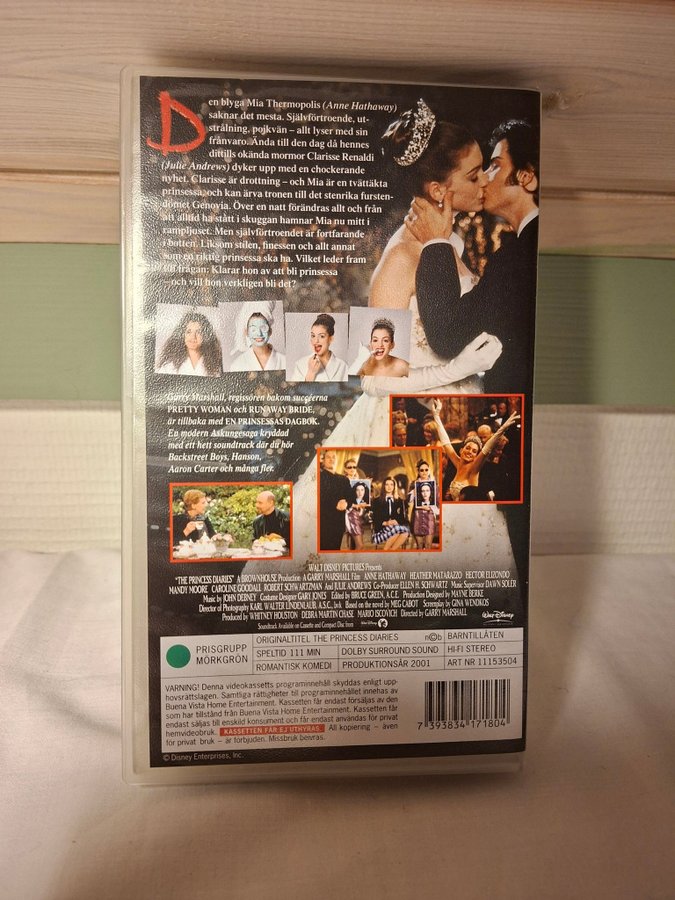 Den blyga Mia Thermopolis (Anne Hathaway)
saknar det mesta. Självförtroende, ut-
strålning, pojkvän – allt lyser med sin
frånvaro. Ända till den dag då hennes
dittills okända mormor Clarisse Renaldi
(Julie Andrews) dyker upp med en chockerande
nyhet. Clarisse är drottning – och Mia är en tvättäkta
prinsessa, och kan ärva tronen till det stenrika fursten-
dömet Genovia. Över en natt förändras allt och från
att alltid ha stått i skuggan hamnar Mia nu mitt i
rampljuset. Men självförtroendet är fortfarande
i botten. Liksom stilen, finessen och allt annat
som en riktig prinsessa ska ha. Vilket leder fram
till frågan: Klarar hon av att bli prinsessa
– och vill hon verkligen bli det?
Garry Marshall, regissören bakom succéerna
PRETTY WOMAN och RUNAWAY BRIDE,
är tillbaka med EN PRINSESSAS DAGBOK.
En modern Askungesaga kryddad
med ett hett soundtrack där du hör
Backstreet Boys, Hanson,
Aaron Carter och många fler.
WALT DISNEY PICTURES Presents
"THE PRINCESS DIARIES" A BROWNHOUSE Production A GARRY MARSHALL Film ANNE HATHAWAY HEATHER MATARAZZO HECTOR ELIZONDO
MANDY MOORE CAROLINE GOODALL ROBERT SCHWARTZMAN And JULIE ANDREWS Co-Producer ELLEN H. SCHWARTZ Music Supervisor DAWN SOLER
Music by JOHN DEBNEY Costume Designer GARY JONES Edited by BRUCE GREEN, A.C.E. Production Designed by MAYNE BERKE
Director of Photography KARL WALTER LINDENLAUB, A.S.C., bvk Based on the novel by MEG CABOT Screenplay by GINA WENDKOS
Produced by WHITNEY HOUSTON DEBRA MARTIN CHASE MARIO ISCOVICH Directed by GARRY MARSHALL
Soundtrack Available on Cassette and Compact Disc from
Walt Disney
PICTURES
PRISGRUPP
MÖRKGRÖN
ORIGINALTITEL THE PRINCESS DIARIES
n©b
BARNTILLÅTEN
SPELTID 111 MIN
DOLBY SURROUND SOUND
HI-FI STEREO
ROMANTISK KOMEDI
PRODUKTIONSÅR 2001
ART NR 11153504
VARNING! Denna videokassetts programinnehåll skyddas enligt upp-
hovsrättslagen. Samtliga rättigheter till programinnehållet innehas av
Buena Vista Home Entertainment. Kassetten får endast försäljas av den
som har tillstånd från Buena Vista Home Entertainment. Kassetten får
endast säljas till enskild konsument och får endast användas för privat
hemvideobruk. KASSETTEN FÅR EJ UTHYRAS. All kopiering – även
för privat bruk – är förbjuden. Missbruk beivras.
7 393834 171804
© Disney Enterprises, Inc.